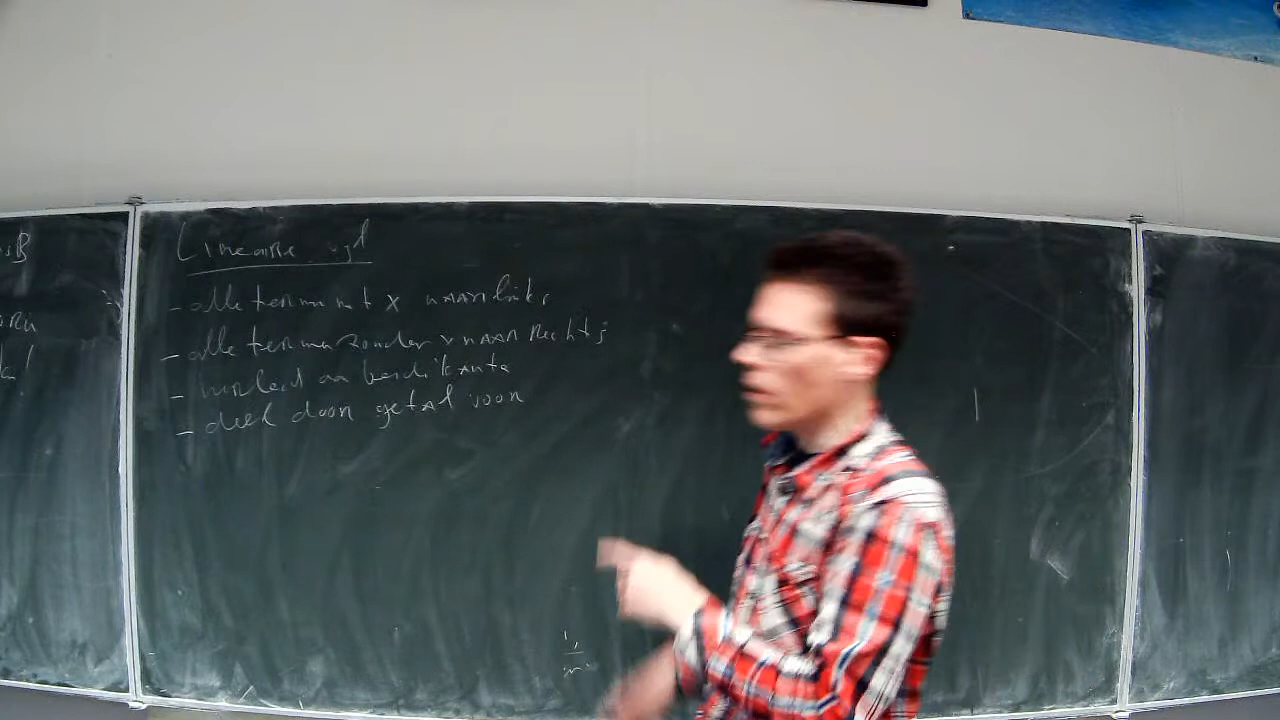 Lineaire vgl
- alle termen met x naar links
- alle termen zonder x naar rechts
- herleid aan beide kanten
- deel door getal voor